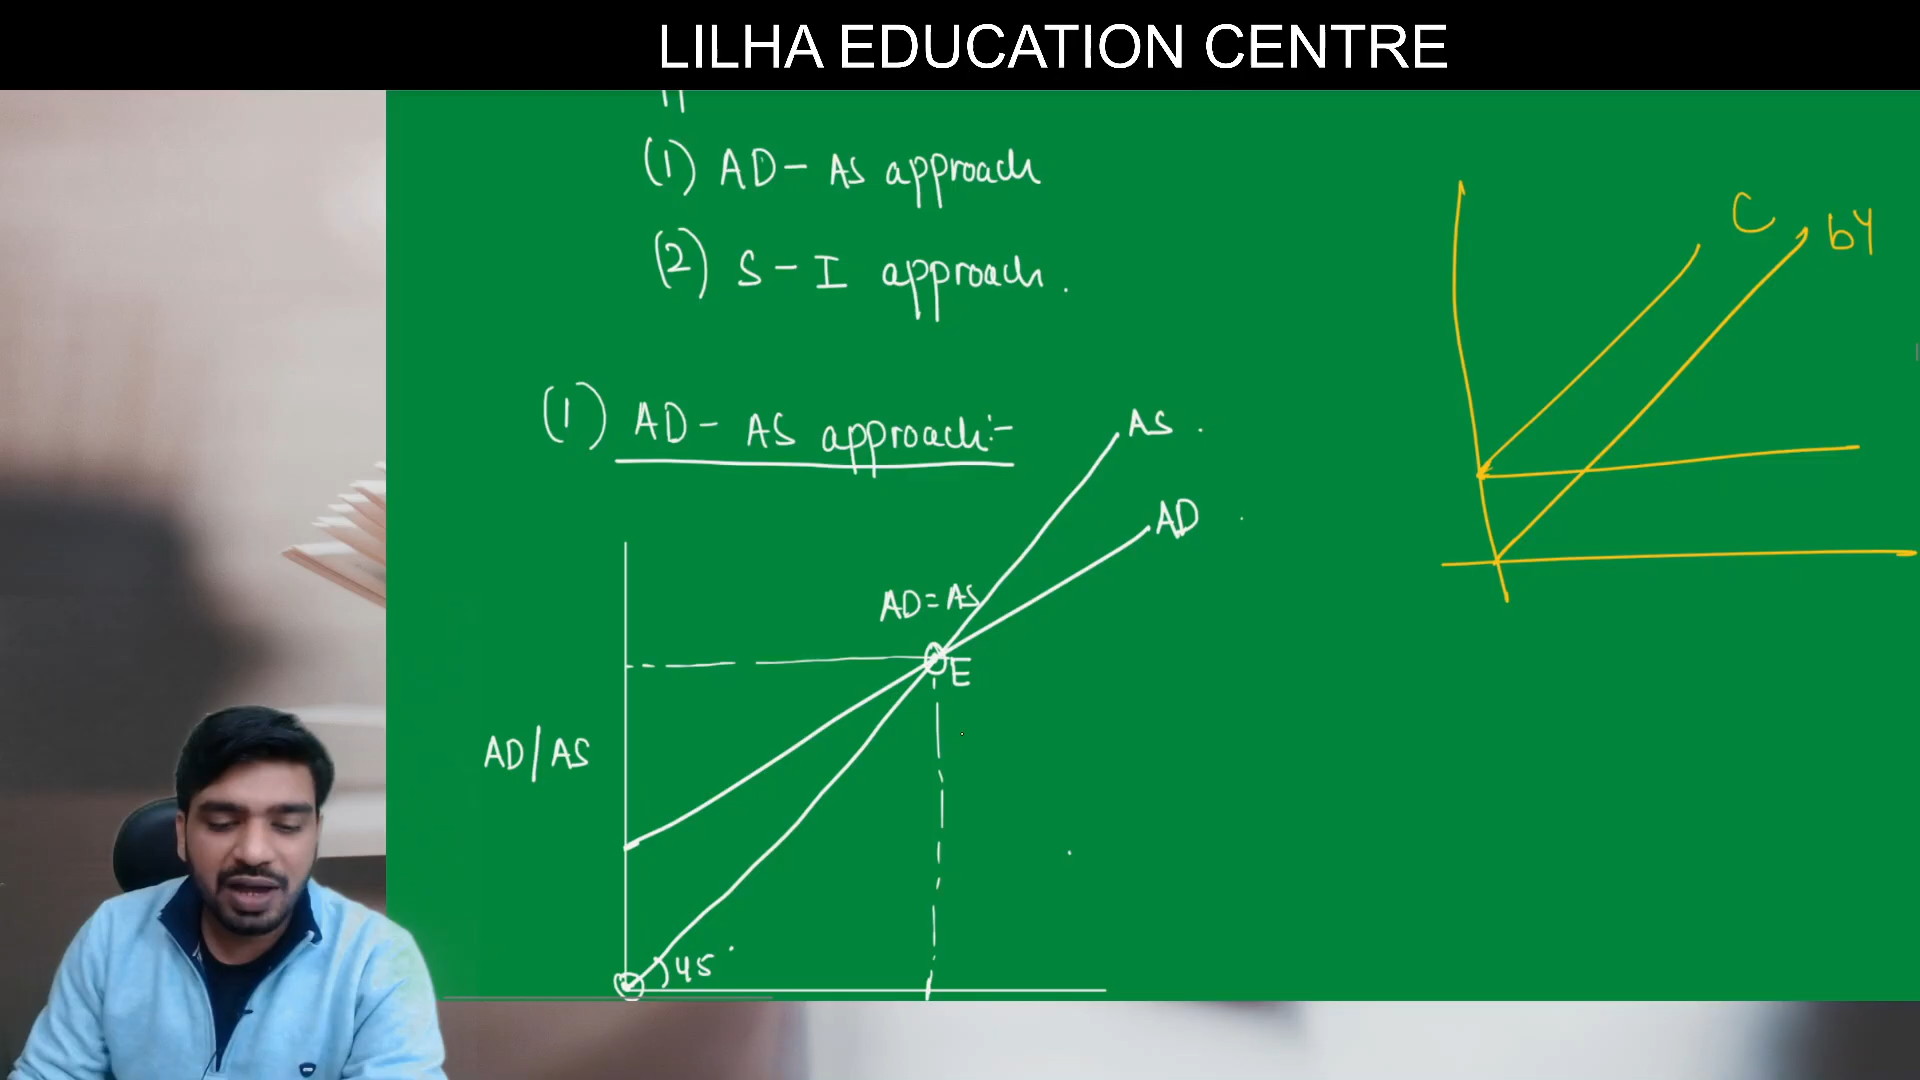 LILHA EDUCATION CENTRE
(1) AD - AS approach
(2) S - I approach.
(1) AD - AS approach:-
AS
AD
AD = AS
E
AD/AS
45°
C
bY